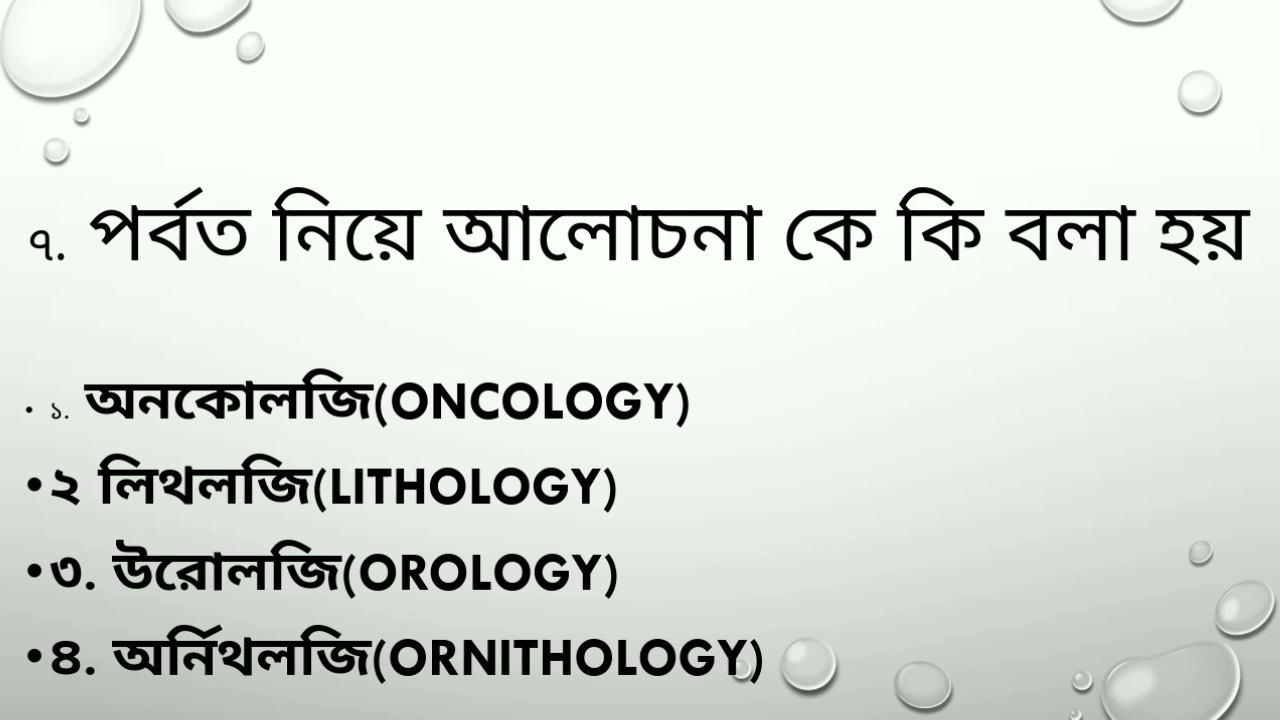 ৭. পর্বত নিয়ে আলোচনা কে কি বলা হয়
• ১. অনকোলজি(ONCOLOGY)
•২ লিথলজি(LITHOLOGY)
•৩. উরোলজি(OROLOGY)
•৪. অর্নিথলজি(ORNITHOLOGY)